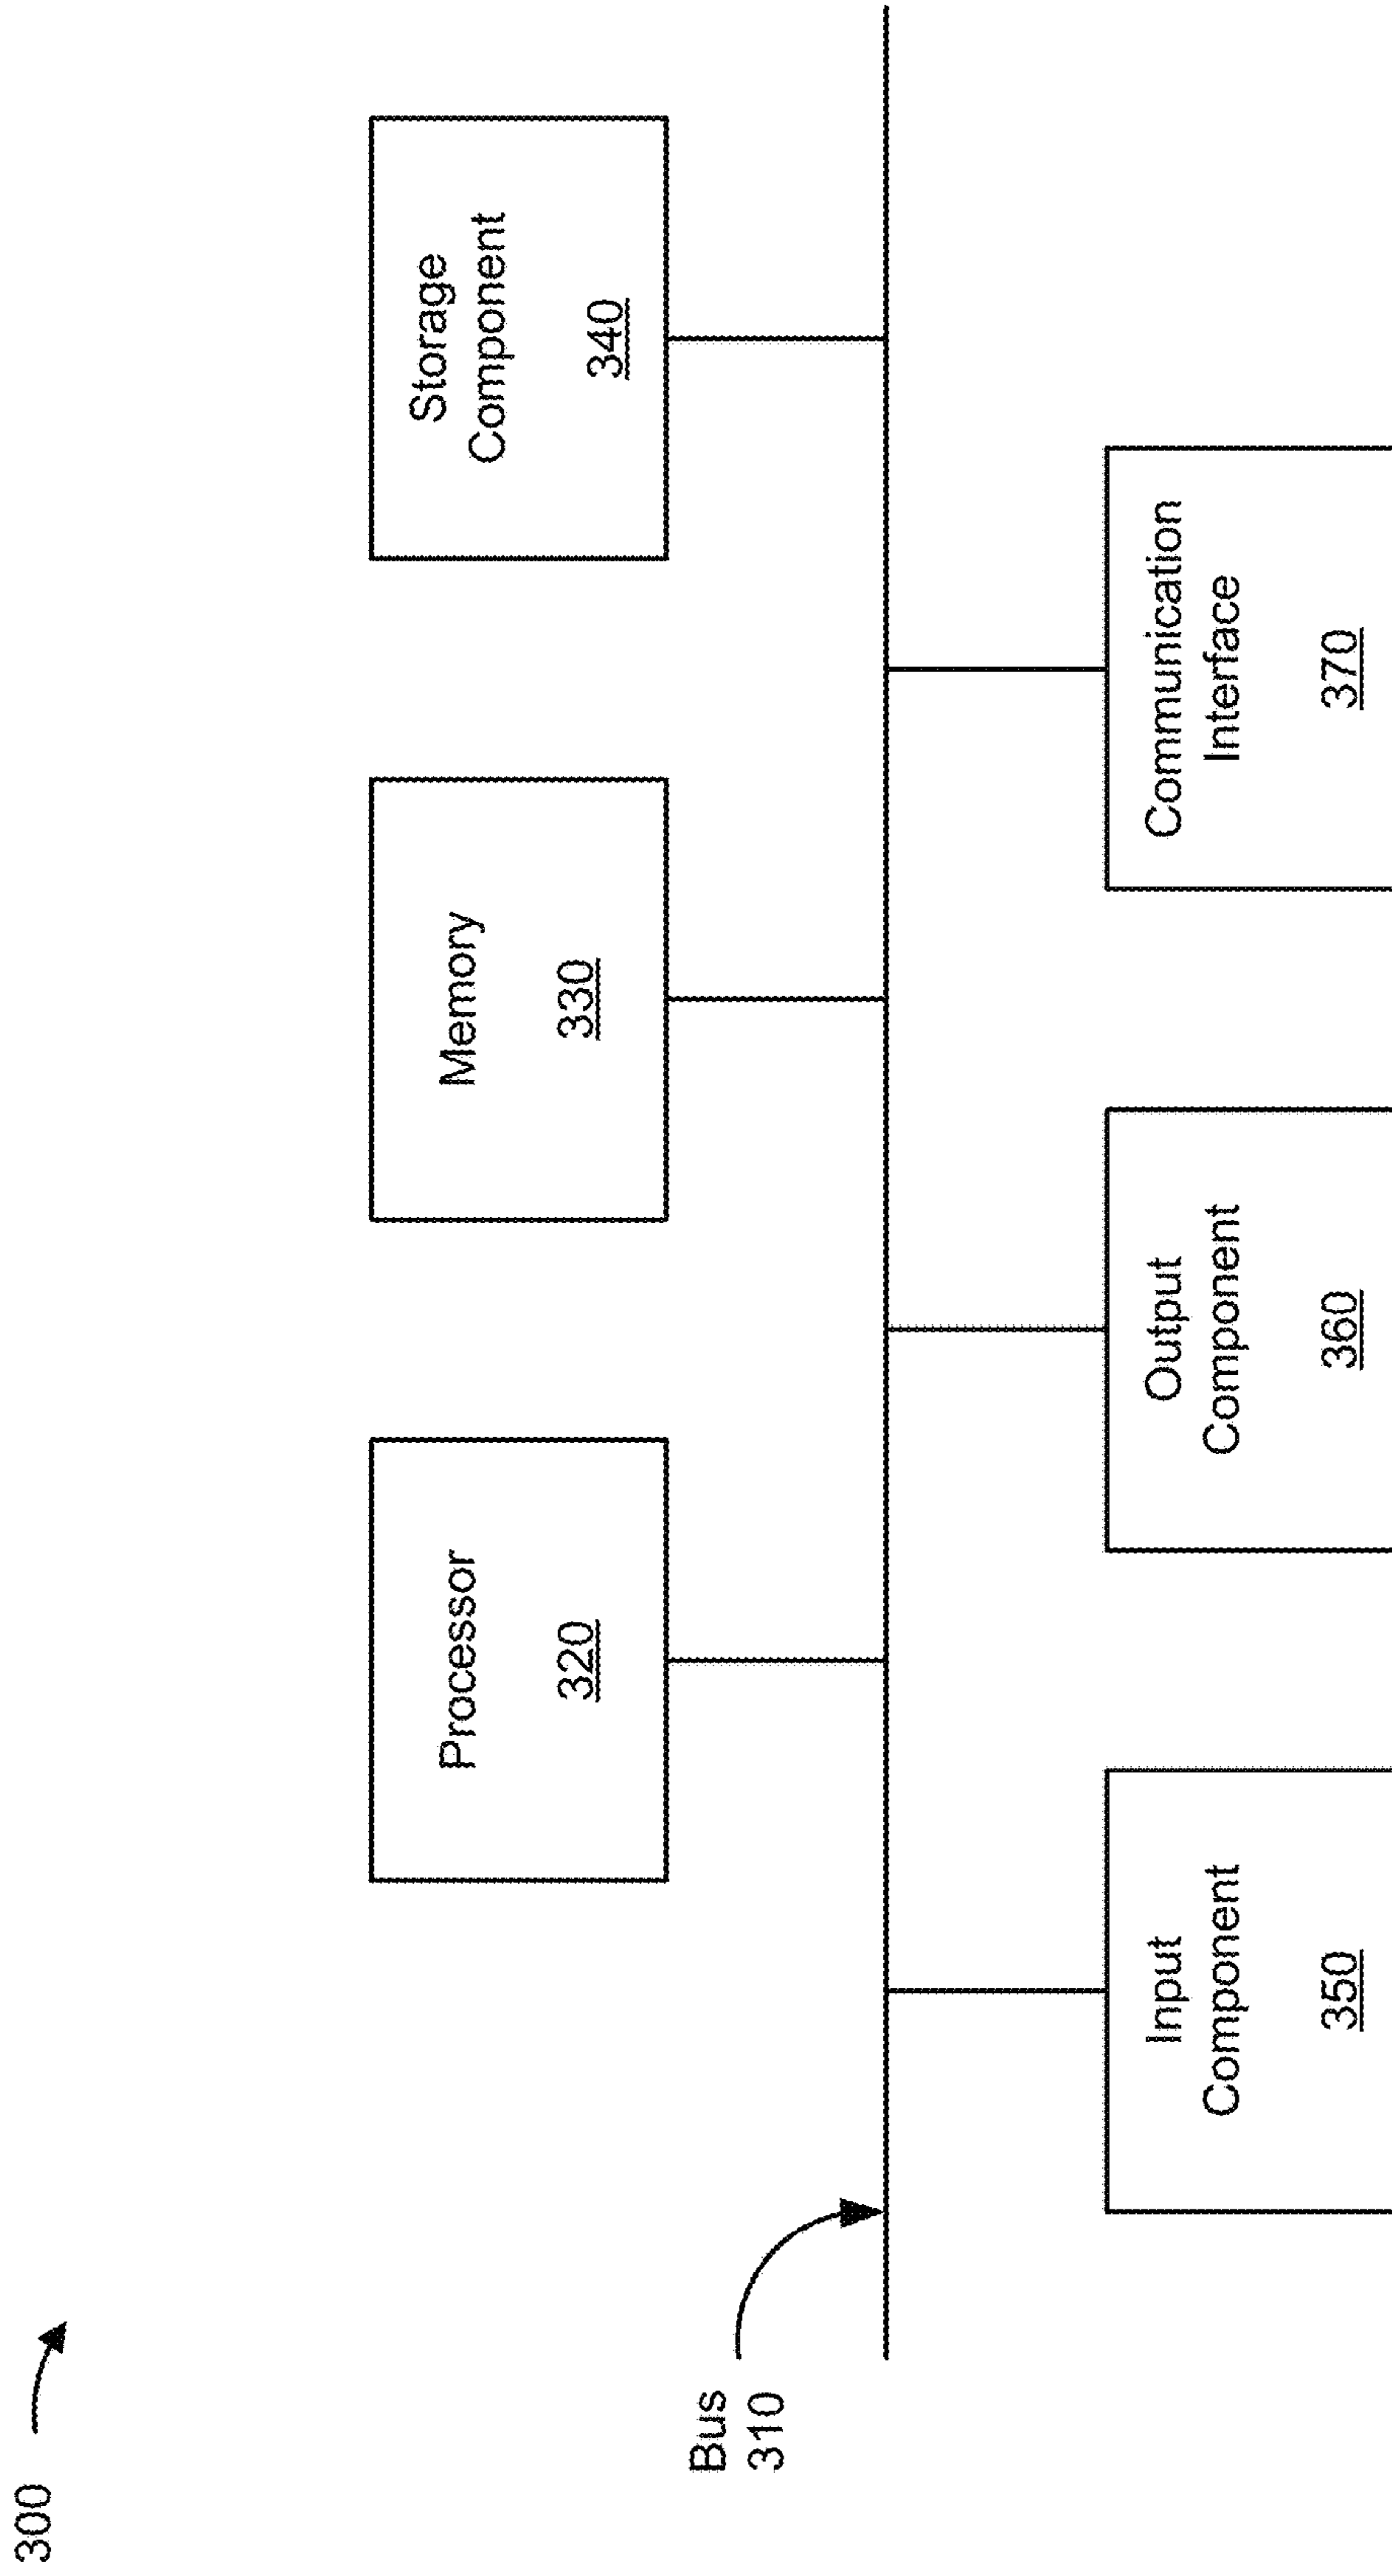 300
Processor
320
Memory
330
Storage
Component
340
Bus
310
Input
Component
350
Output
Component
360
Communication
Interface
370